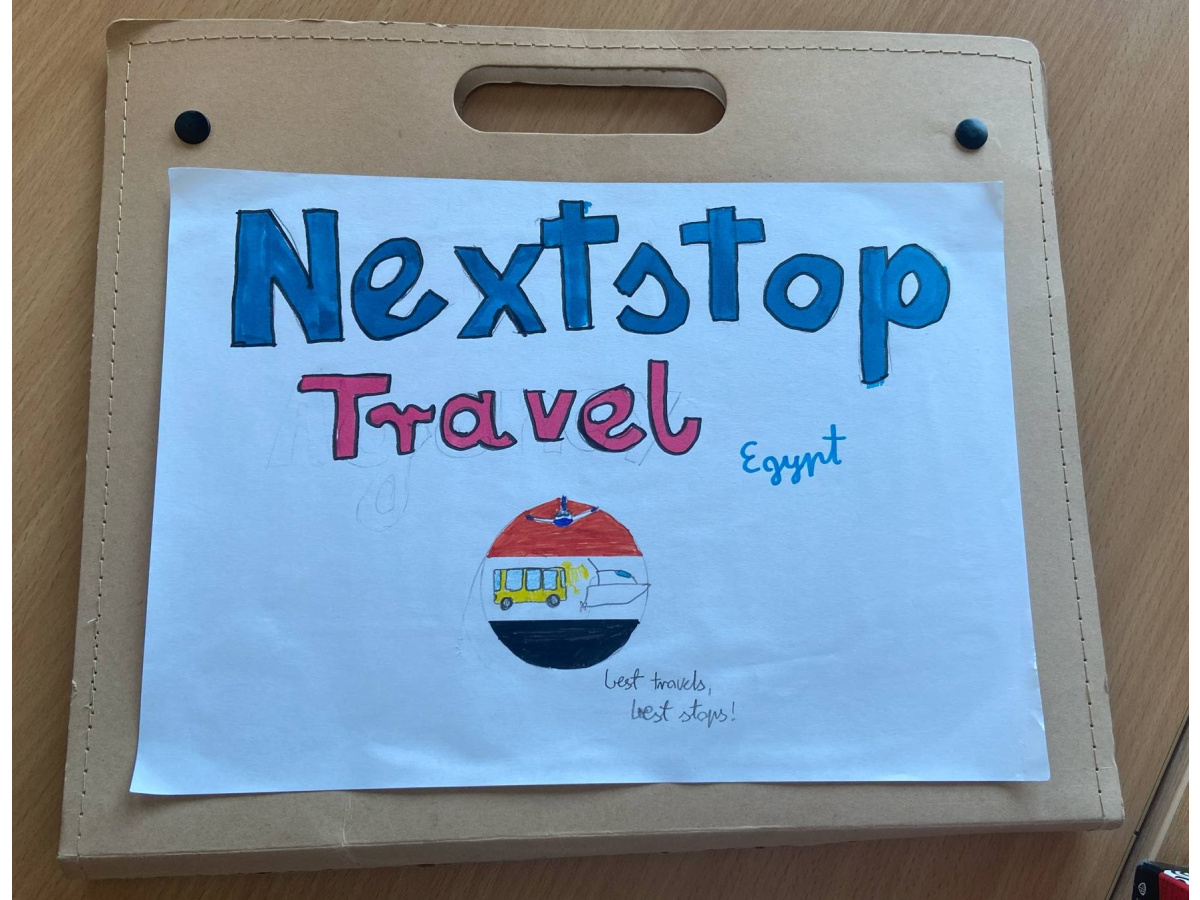 Nextstop
Travel
Egypt
best travels,
best stops!